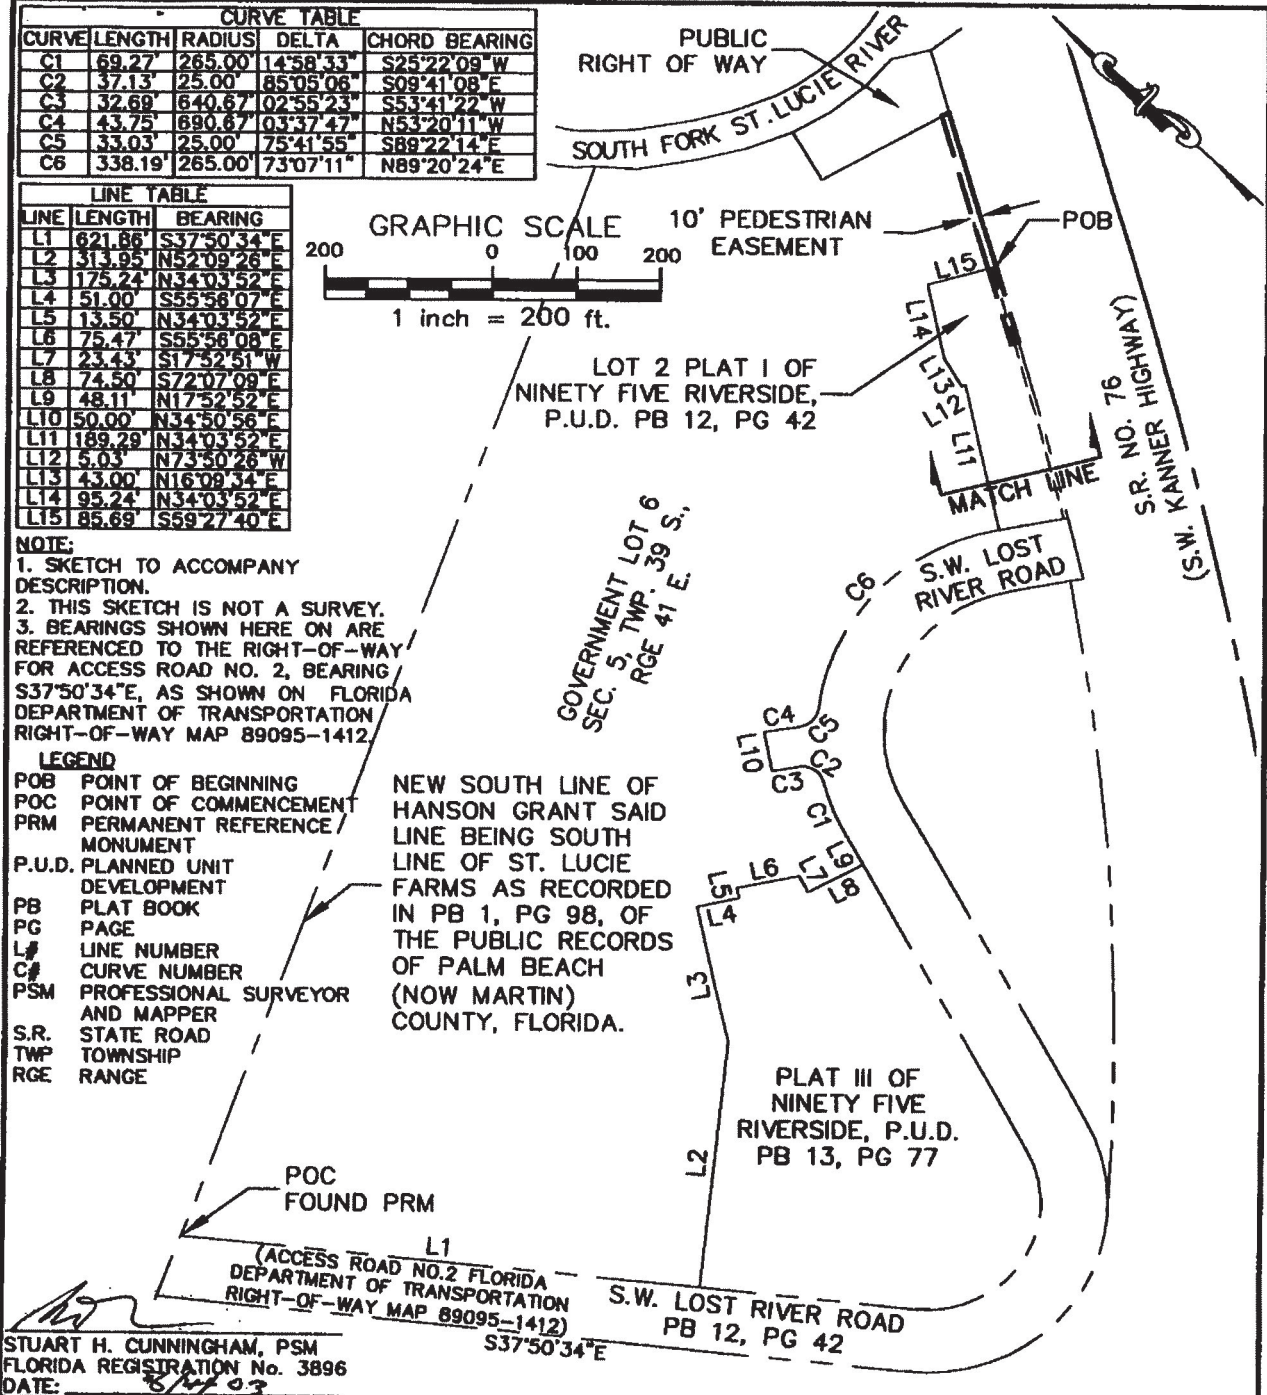 CURVE TABLE
CURVE LENGTH RADIUS DELTA CHORD BEARING
C1 69.27' 265.00' 14°58'33" S25°22'09"W
C2 37.13' 25.00' 85°05'06" S09°41'08"E
C3 32.69' 640.67' 02°55'23" S53°41'22"W
C4 43.75' 690.67' 03°37'47" N53°20'11"W
C5 33.03' 25.00' 75°41'55" S89°22'14"E
C6 338.19' 265.00' 73°07'11" N89°20'24"E
LINE TABLE
LINE LENGTH BEARING
L1 621.86' S37°50'34"E
L2 313.95' N52°09'26"E
L3 175.24' N34°03'52"E
L4 51.00' S55°56'07"E
L5 13.50' N34°03'52"E
L6 75.47' S55°56'08"E
L7 23.43' S17°52'51"W
L8 74.50' S72°07'09"E
L9 48.11' N17°52'52"E
L10 50.00' N34°50'56"E
L11 189.29' N34°03'52"E
L12 5.03' N73°50'26"W
L13 43.00' N16°09'34"E
L14 95.24' N34°03'52"E
L15 85.69' S59°27'40"E
PUBLIC
RIGHT OF WAY
SOUTH FORK ST. LUCIE RIVER
GRAPHIC SCALE
200 0 100 200
1 inch = 200 ft.
10' PEDESTRIAN
EASEMENT
POB
L15
L14
L13
L12
L11
LOT 2 PLAT I OF
NINETY FIVE RIVERSIDE,
P.U.D. PB 12, PG 42
MATCH LINE
S.R. NO. 76
(S.W. KANNER HIGHWAY)
S.W. LOST
RIVER ROAD
GOVERNMENT LOT 6
SEC. 5, TWP. 39 S.,
RGE 41 E.
NOTE:
1. SKETCH TO ACCOMPANY
DESCRIPTION.
2. THIS SKETCH IS NOT A SURVEY.
3. BEARINGS SHOWN HERE ON ARE
REFERENCED TO THE RIGHT-OF-WAY
FOR ACCESS ROAD NO. 2, BEARING
S37°50'34"E, AS SHOWN ON FLORIDA
DEPARTMENT OF TRANSPORTATION
RIGHT-OF-WAY MAP 89095-1412.
LEGEND
POB POINT OF BEGINNING
POC POINT OF COMMENCEMENT
PRM PERMANENT REFERENCE
MONUMENT
P.U.D. PLANNED UNIT
DEVELOPMENT
PB PLAT BOOK
PG PAGE
L# LINE NUMBER
C# CURVE NUMBER
PSM PROFESSIONAL SURVEYOR
AND MAPPER
S.R. STATE ROAD
TWP TOWNSHIP
RGE RANGE
NEW SOUTH LINE OF
HANSON GRANT SAID
LINE BEING SOUTH
LINE OF ST. LUCIE
FARMS AS RECORDED
IN PB 1, PG 98, OF
THE PUBLIC RECORDS
OF PALM BEACH
(NOW MARTIN)
COUNTY, FLORIDA.
C6
C4
C5
L10
C2
C3
C1
L9
L6
L7
L8
L5
L4
L3
L2
PLAT III OF
NINETY FIVE
RIVERSIDE, P.U.D.
PB 13, PG 77
POC
FOUND PRM
L1
(ACCESS ROAD NO.2 FLORIDA
DEPARTMENT OF TRANSPORTATION
RIGHT-OF-WAY MAP 89095-1412)
S37°50'34"E
S.W. LOST RIVER ROAD
PB 12, PG 42
STUART H. CUNNINGHAM, PSM
FLORIDA REGISTRATION No. 3896
DATE: